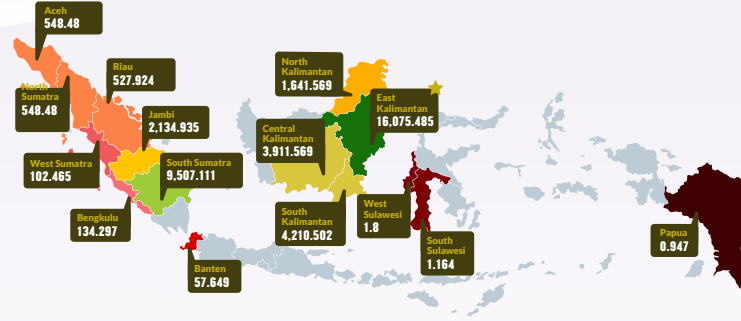 Aceh
548.48
Riau
527.924
North
Sumatra
548.48
Jambi
2,134.935
West Sumatra
102.465
South Sumatra
9,507.111
Bengkulu
134.297
Banten
57.649
North
Kalimantan
1,641.569
East
Kalimantan
16,075.485
Central
Kalimantan
3,911.569
South
Kalimantan
4,210.502
West
Sulawesi
1.8
South
Sulawesi
1.164
Papua
0.947